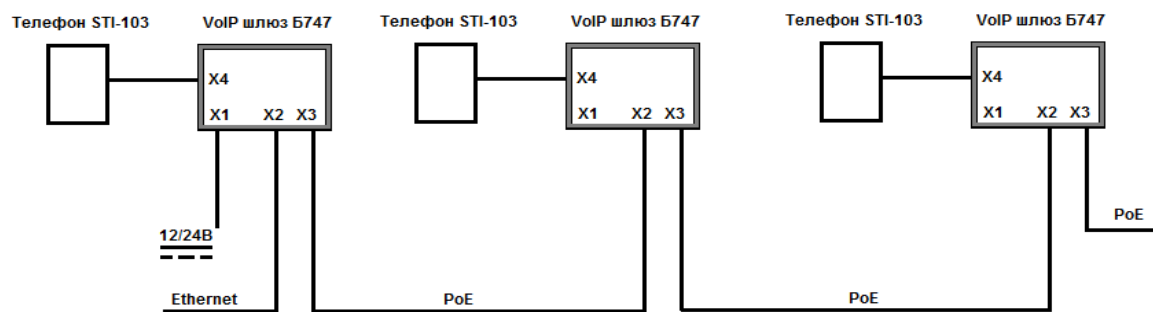 Телефон STI-103 VoIP шлюз Б747 Телефон STI-103 VoIP шлюз Б747 Телефон STI-103 VoIP шлюз Б747
X4 X4 X4
X1 X2 X3 X1 X2 X3 X1 X2 X3
PoE
12/24В
Ethernet PoE PoE